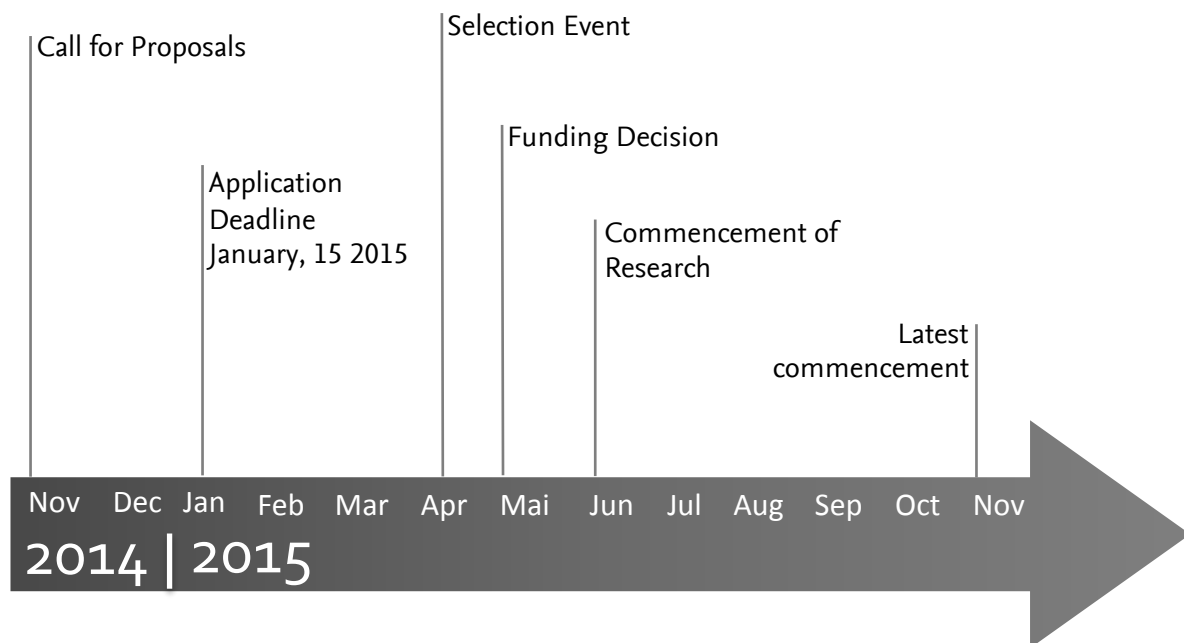 Call for Proposals
Selection Event
Funding Decision
Application
Deadline
January, 15 2015
Commencement of
Research
Latest
commencement
Nov Dec Jan Feb Mar Apr Mai Jun Jul Aug Sep Oct Nov
2014 | 2015